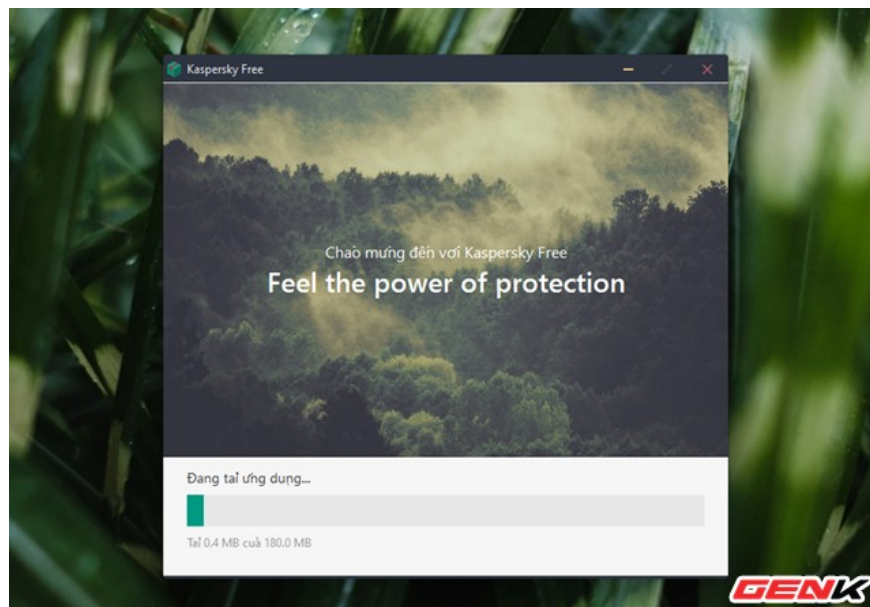 Kaspersky Free
Chào mừng đến với Kaspersky Free
Feel the power of protection
Đang tải ứng dụng...
Tải 0.4 MB của 180.0 MB
GENK